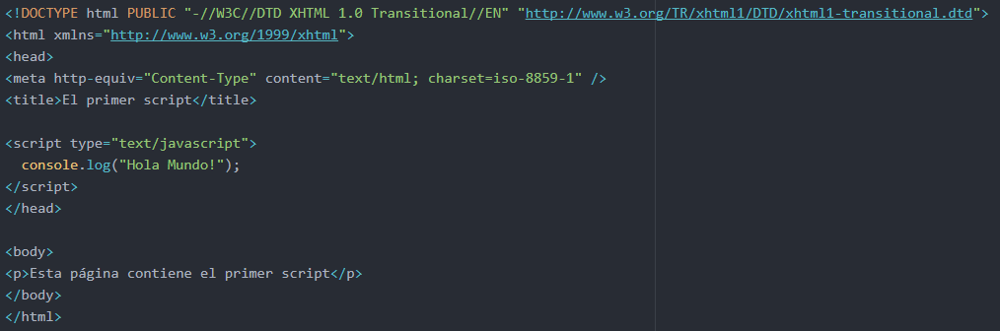 <!DOCTYPE html PUBLIC "-//W3C//DTD XHTML 1.0 Transitional//EN" "http://www.w3.org/TR/xhtml1/DTD/xhtml1-transitional.dtd">
<html xmlns="http://www.w3.org/1999/xhtml">
<head>
<meta http-equiv="Content-Type" content="text/html; charset=iso-8859-1" />
<title>El primer script</title>

<script type="text/javascript">
  console.log("Hola Mundo!");
</script>
</head>

<body>
<p>Esta página contiene el primer script</p>
</body>
</html>